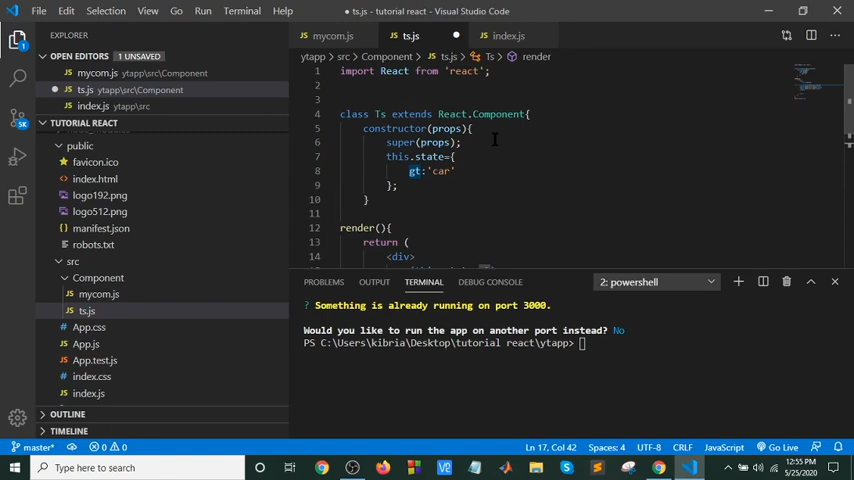 File Edit Selection View Go Run Terminal Help
● ts.js - tutorial react - Visual Studio Code
EXPLORER
mycom.js
ts.js
index.js
OPEN EDITORS 1 UNSAVED
JS mycom.js ytapp\src\Component
● JS ts.js ytapp\src\Component
JS index.js ytapp\src
TUTORIAL REACT
public
favicon.ico
index.html
logo192.png
logo512.png
manifest.json
robots.txt
src
Component
JS mycom.js
JS ts.js
App.css
JS App.js
JS App.test.js
index.css
JS index.js
OUTLINE
TIMELINE
ytapp > src > Component > JS ts.js > Ts > render
1 import React from 'react';
2
3
4 class Ts extends React.Component{
5 constructor(props){
6 super(props);
7 this.state={
8 gt:'car'
9 };
10 }
11
12 render(){
13 return (
14 <div>
PROBLEMS OUTPUT TERMINAL DEBUG CONSOLE
2: powershell
? Something is already running on port 3000.
Would you like to run the app on another port instead? No
PS C:\Users\kibria\Desktop\tutorial react\ytapp>
master* 0 0 Ln 17, Col 42 Spaces: 4 UTF-8 CRLF JavaScript Go Live
Type here to search
12:55 PM
5/25/2020